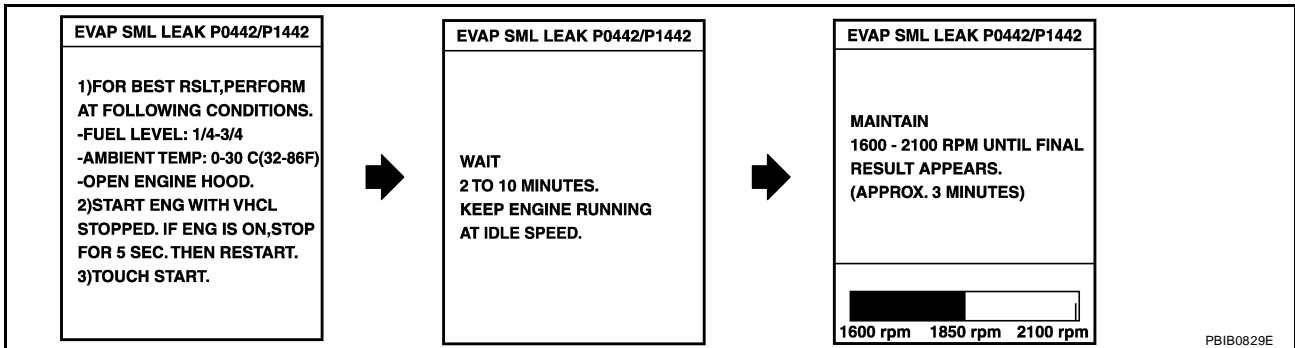 EVAP SML LEAK P0442/P1442
1)FOR BEST RSLT,PERFORM
AT FOLLOWING CONDITIONS.
-FUEL LEVEL: 1/4-3/4
-AMBIENT TEMP: 0-30 C(32-86F)
-OPEN ENGINE HOOD.
2)START ENG WITH VHCL
STOPPED. IF ENG IS ON,STOP
FOR 5 SEC. THEN RESTART.
3)TOUCH START.
EVAP SML LEAK P0442/P1442
WAIT
2 TO 10 MINUTES.
KEEP ENGINE RUNNING
AT IDLE SPEED.
EVAP SML LEAK P0442/P1442
MAINTAIN
1600 - 2100 RPM UNTIL FINAL
RESULT APPEARS.
(APPROX. 3 MINUTES)
1600 rpm 1850 rpm 2100 rpm
PBIB0829E